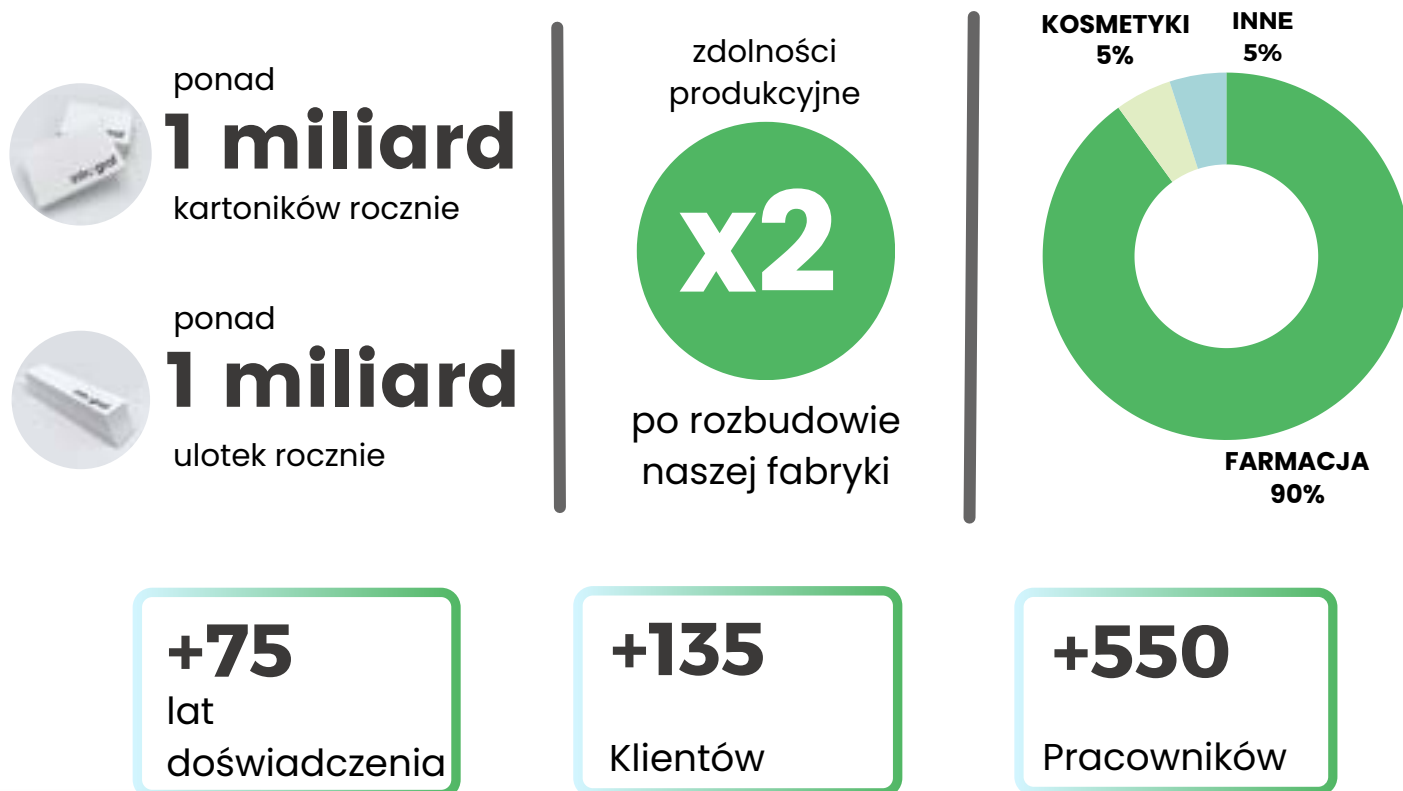 ponad
1 miliard
kartoników rocznie
ponad
1 miliard
ulotek rocznie
zdolności
produkcyjne
x2
po rozbudowie
naszej fabryki
KOSMETYKI
5%
INNE
5%
FARMACJA
90%
+75
lat
doświadczenia
+135
Klientów
+550
Pracowników